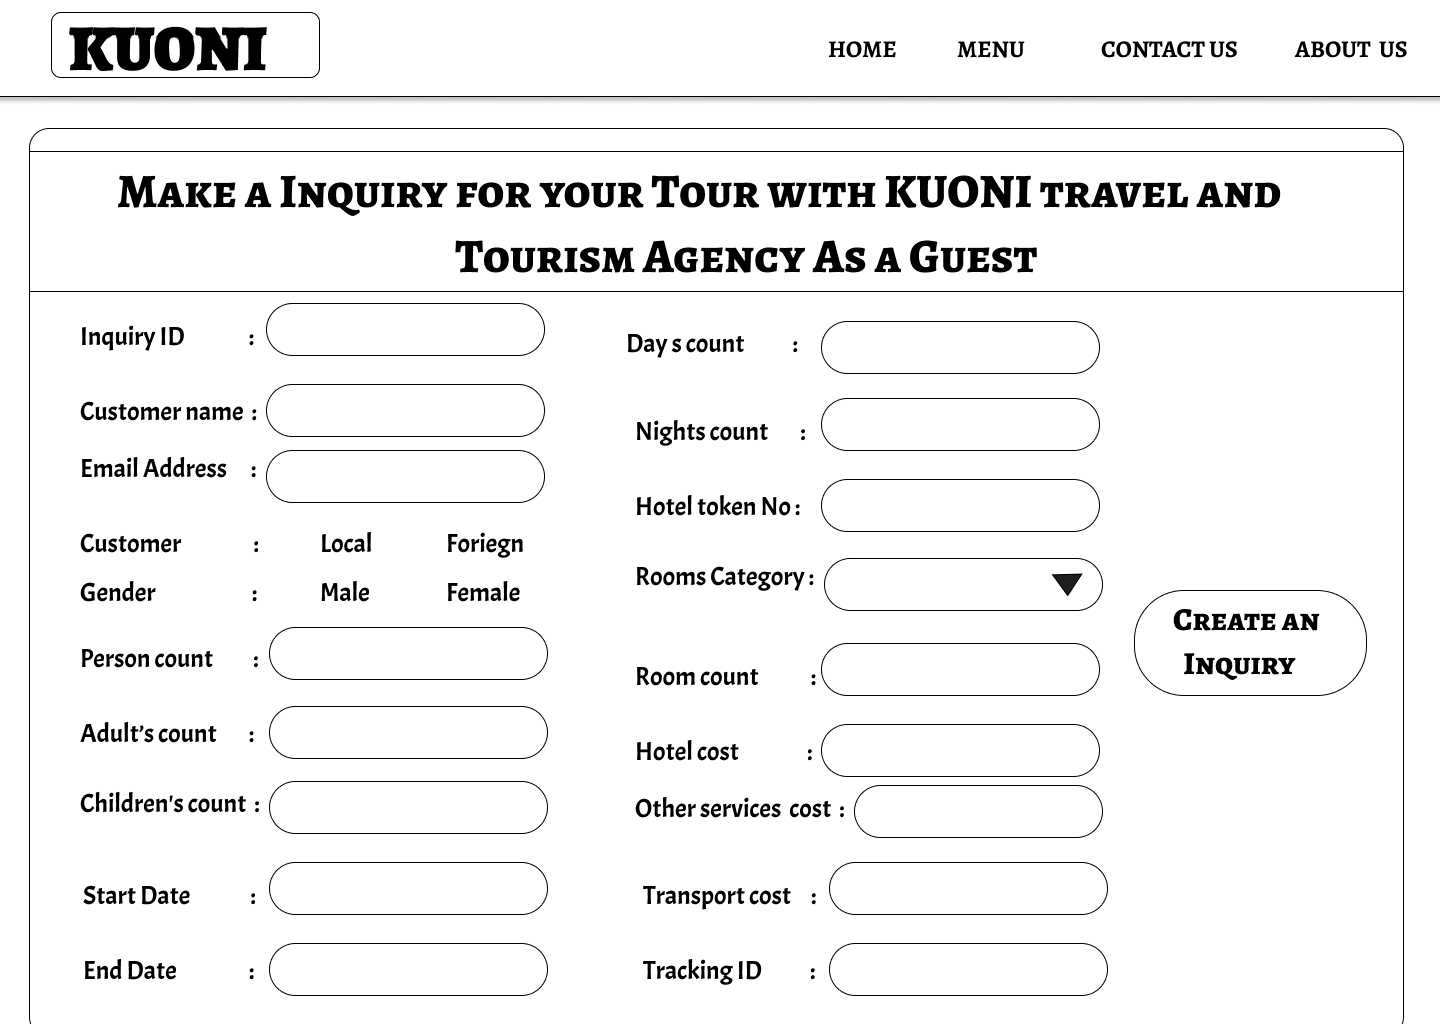 KUONI
HOME MENU CONTACT US ABOUT US
Make a Inquiry for your Tour with KUONI travel and
Tourism Agency As a Guest
Inquiry ID :
Customer name :
Email Address :
Customer : Local Foriegn
Gender : Male Female
Person count :
Adult’s count :
Children's count :
Start Date :
End Date :
Day s count :
Nights count :
Hotel token No :
Rooms Category :
Room count :
Hotel cost :
Other services cost :
Transport cost :
Tracking ID :
Create an
Inquiry